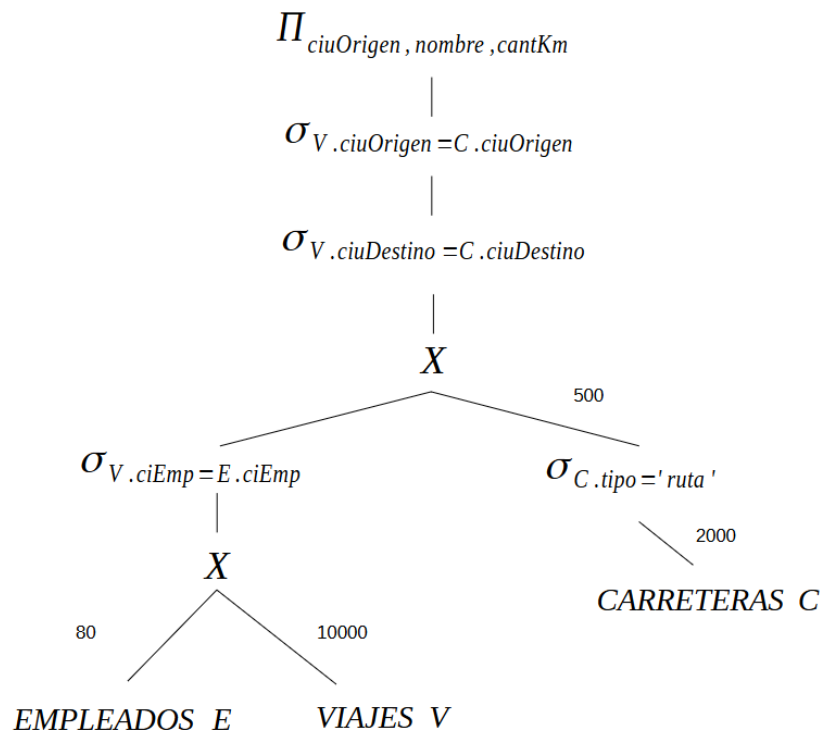 Π ciuOrigen , nombre ,cantKm
σ V .ciuOrigen =C .ciuOrigen
σ V .ciuDestino =C .ciuDestino
X
500
σ V .ciEmp = E .ciEmp
σ C .tipo =' ruta '
2000
X
CARRETERAS C
80
10000
EMPLEADOS E
VIAJES V